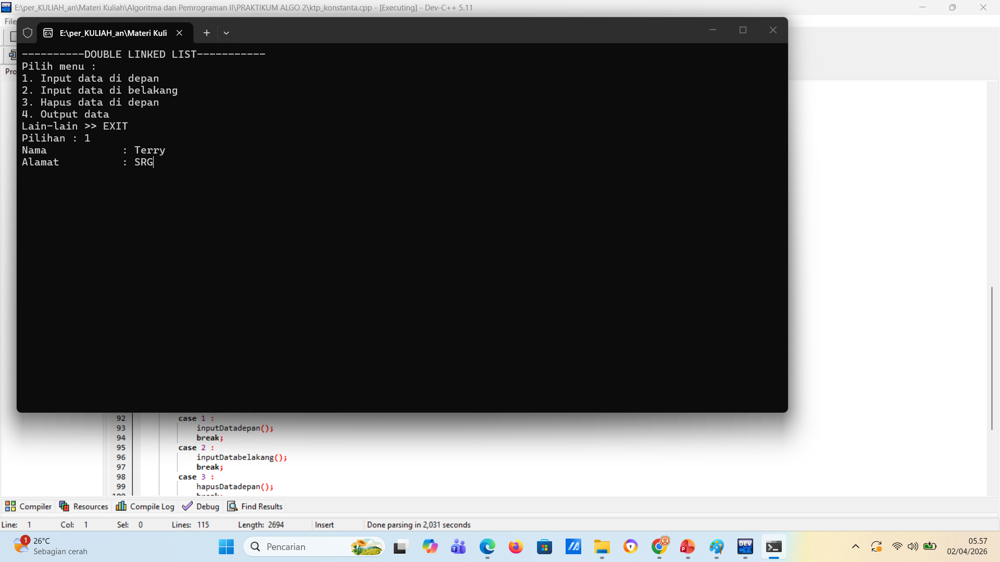 E:\per_KULIAH_an\Materi Kuliah\Algoritma dan Pemrograman II\PRAKTIKUM ALGO 2\ktp_konstanta.cpp - [Executing] - Dev-C++ 5.11
File
E:\per_KULIAH_an\Materi Kuli
----------DOUBLE LINKED LIST-----------
Pilih menu :
1. Input data di depan
2. Input data di belakang
3. Hapus data di depan
4. Output data
Lain-lain >> EXIT
Pilihan : 1
Nama : Terry
Alamat : SRG
92 case 1 :
93 inputDatadepan();
94 break;
95 case 2 :
96 inputDatabelakang();
97 break;
98 case 3 :
99 hapusDatadepan();
Compiler Resources Compile Log Debug Find Results
Line: 1 Col: 1 Sel: 0 Lines: 115 Length: 2694 Insert Done parsing in 2,031 seconds
1 26°C
Sebagian cerah
Pencarian
DEV C++
05.57
02/04/2026